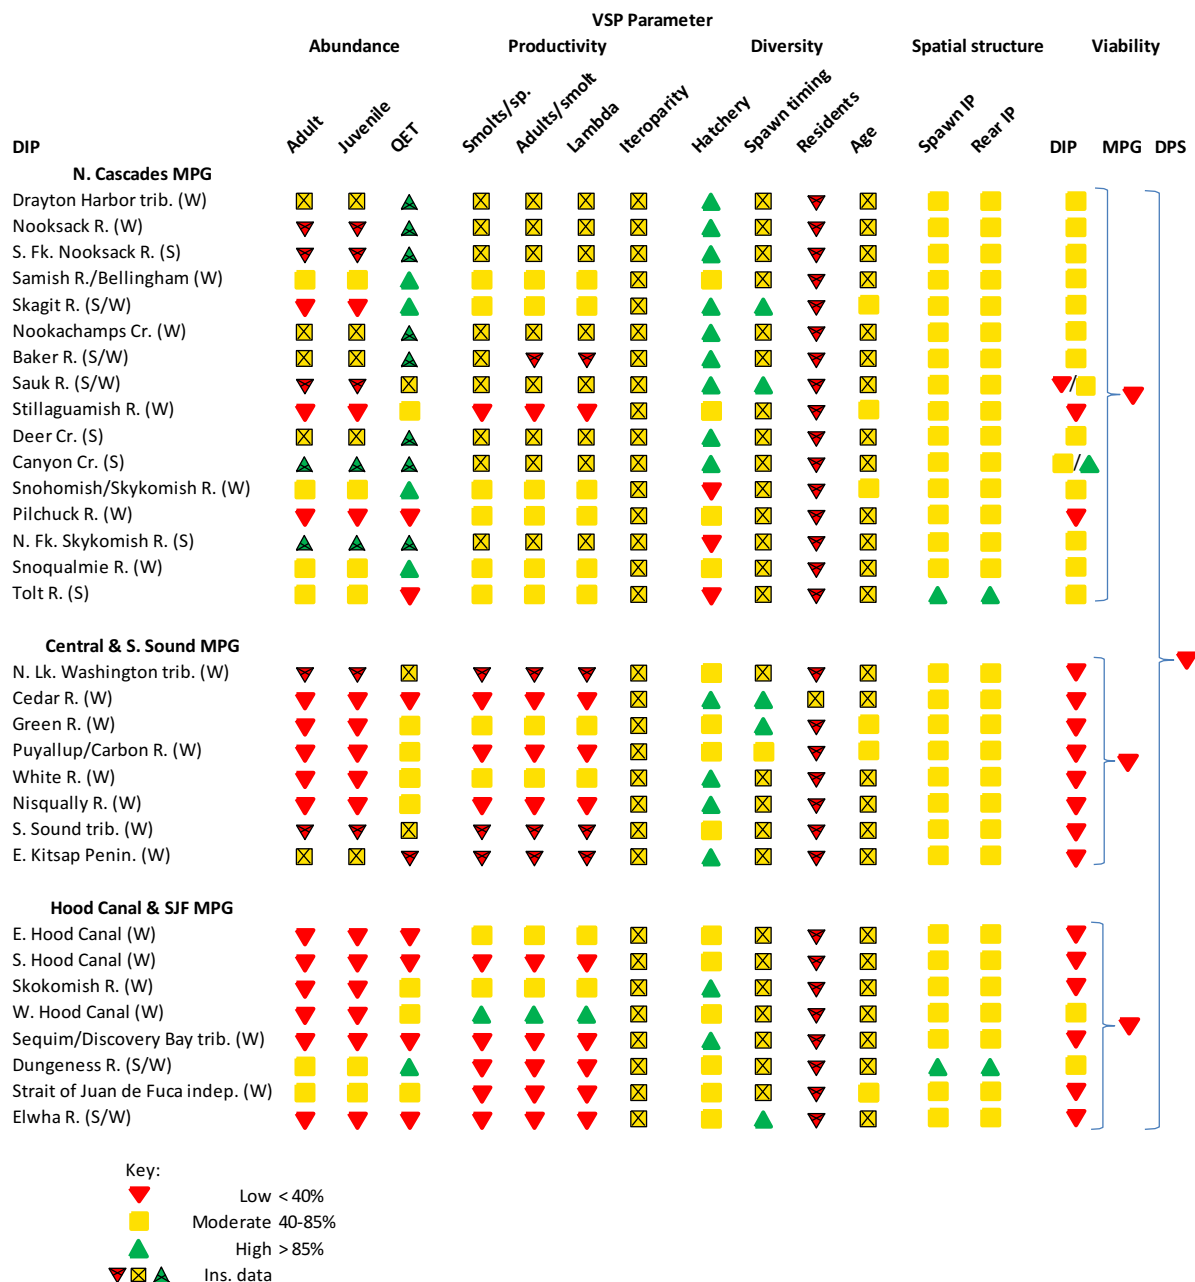 VSP Parameter
Abundance Productivity Diversity Spatial structure Viability
DIP Adult Juvenile QET Smolts/sp. Adults/smolt Lambda Iteroparity Hatchery Spawn timing Residents Age Spawn IP Rear IP DIP MPG DPS
N. Cascades MPG
Drayton Harbor trib. (W)
Nooksack R. (W)
S. Fk. Nooksack R. (S)
Samish R./Bellingham (W)
Skagit R. (S/W)
Nookachamps Cr. (W)
Baker R. (S/W)
Sauk R. (S/W) /
Stillaguamish R. (W)
Deer Cr. (S)
Canyon Cr. (S) /
Snohomish/Skykomish R. (W)
Pilchuck R. (W)
N. Fk. Skykomish R. (S)
Snoqualmie R. (W)
Tolt R. (S)
Central & S. Sound MPG
N. Lk. Washington trib. (W)
Cedar R. (W)
Green R. (W)
Puyallup/Carbon R. (W)
White R. (W)
Nisqually R. (W)
S. Sound trib. (W)
E. Kitsap Penin. (W)
Hood Canal & SJF MPG
E. Hood Canal (W)
S. Hood Canal (W)
Skokomish R. (W)
W. Hood Canal (W)
Sequim/Discovery Bay trib. (W)
Dungeness R. (S/W)
Strait of Juan de Fuca indep. (W)
Elwha R. (S/W)
Key:
Low < 40%
Moderate 40-85%
High > 85%
Ins. data